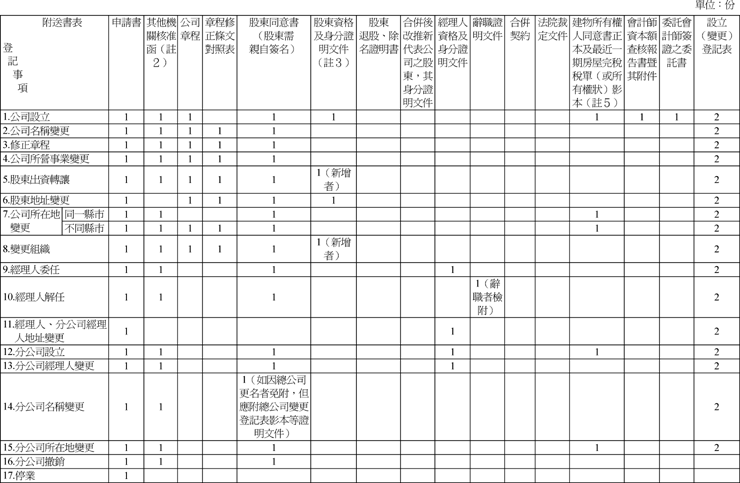 單位：份
附送書表
登
記
事
項
申請書
其他機
關核准
函（註
2）
公司
章程
章程修
正條文
對照表
股東同意書
（股東需
親自簽名）
股東資格
及身分證
明文件
（註3）
股東
退股、除
名證明書
合併後
改推新
代表公
司之股
東，其
身分證
明文件
經理人
資格及
身分證
明文件
辭職證
明文件
合併
契約
法院裁
定文件
建物所有權
人同意書正
本及最近一
期房屋完稅
稅單（或所
有權狀）影
本（註5）
會計師
資本額
查核報
告書暨
其附件
委託會
計師簽
證之委
託書
設立
（變更）
登記表
1.公司設立 1 1 1 1 1 1 1 1 2
2.公司名稱變更 1 1 1 1 1 2
3.修正章程 1 1 1 1 1 2
4.公司所營事業變更 1 1 1 1 1 2
5.股東出資轉讓 1 1 1 1 1 1（新增
者） 2
6.股東地址變更 1 1 1 1 1 2
7.公司所在地 同一縣市 1 1 1 1 2
變更 不同縣市 1 1 1 1 1 1 2
8.變更組織 1 1 1 1 1 1（新增
者） 2
9.經理人委任 1 1 1 1 2
10.經理人解任 1 1 1 1（辭
職者檢
附） 2
11.經理人、分公司經理
人地址變更 1 1 2
12.分公司設立 1 1 1 1 1 2
13.分公司經理人變更 1 1 1 1 2
14.分公司名稱變更 1 1 1（如因總公司
更名者免附，但
應附總公司變更
登記表影本等證
明文件） 2
15.分公司所在地變更 1 1 1 1 2
16.分公司撤銷 1 1 1
17.停業 1